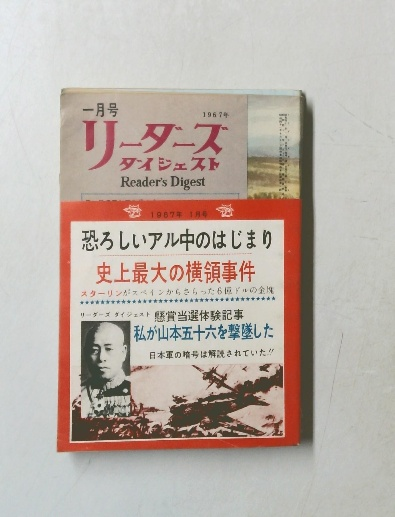 一月号
1967年
リーダーズ
ダイジェスト
Reader's Digest
1967年 1月号
恐ろしいアル中のはじまり
史上最大の横領事件
スターリンがスペインからさらった6億ドルの金塊
リーダーズ ダイジェスト 懸賞当選体験記事
私が山本五十六を撃墜した
日本軍の暗号は解読されていた!!